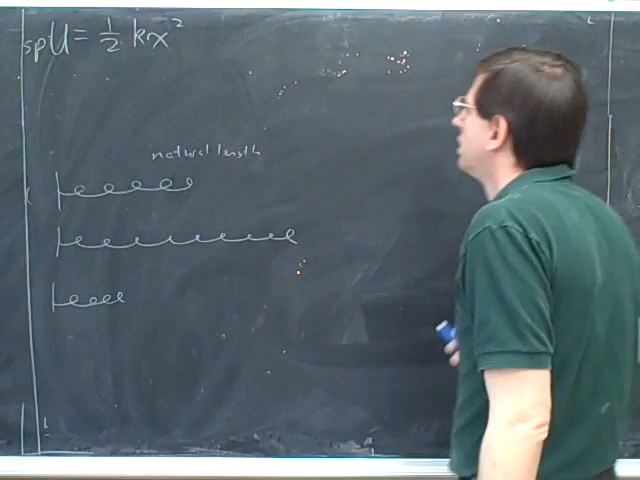 spU = 1/2 kx²
natural length